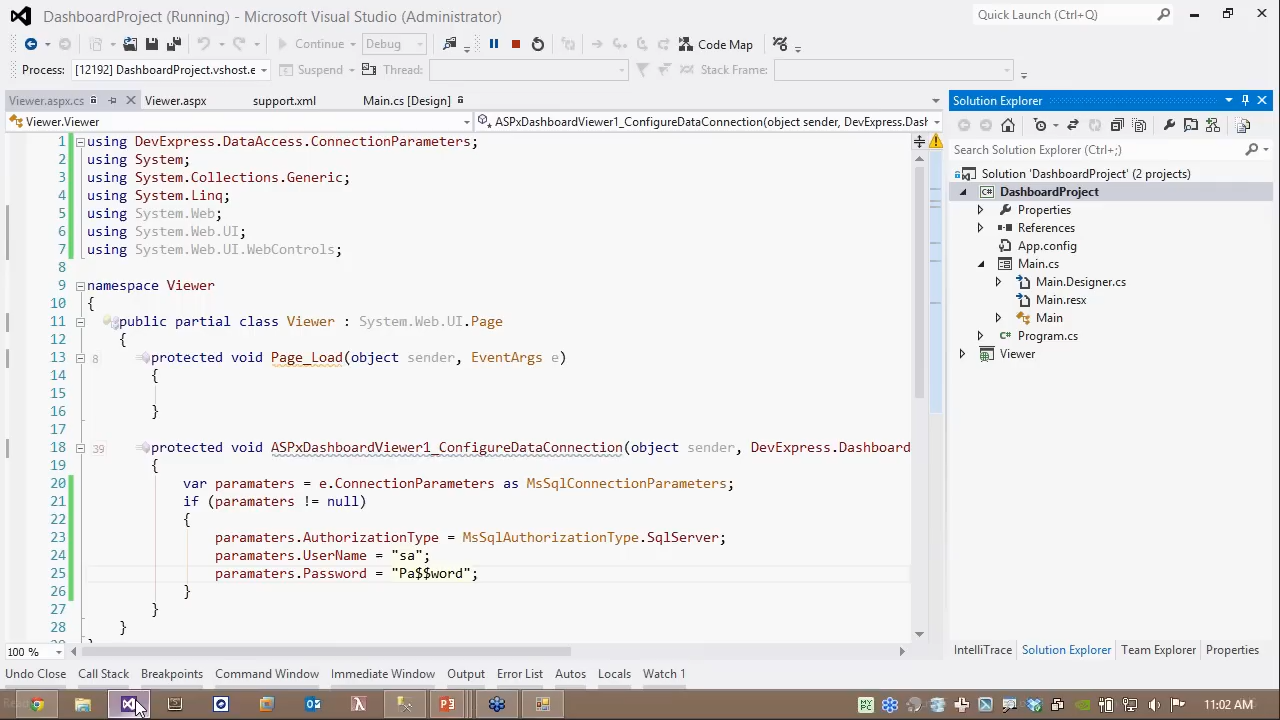 DashboardProject (Running) - Microsoft Visual Studio (Administrator)
Quick Launch (Ctrl+Q)
Continue
Debug
Code Map
Process: [12192] DashboardProject.vshost.e
Suspend
Thread:
Stack Frame:
Viewer.aspx.cs
Viewer.aspx
support.xml
Main.cs [Design]
Viewer.Viewer
ASPxDashboardViewer1_ConfigureDataConnection(object sender, DevExpress.Dash
1 using DevExpress.DataAccess.ConnectionParameters;
2 using System;
3 using System.Collections.Generic;
4 using System.Linq;
5 using System.Web;
6 using System.Web.UI;
7 using System.Web.UI.WebControls;
8
9 namespace Viewer
10 {
11 public partial class Viewer : System.Web.UI.Page
12 {
13 8 protected void Page_Load(object sender, EventArgs e)
14 {
15
16 }
17
18 39 protected void ASPxDashboardViewer1_ConfigureDataConnection(object sender, DevExpress.Dashboard
19 {
20 var paramaters = e.ConnectionParameters as MsSqlConnectionParameters;
21 if (paramaters != null)
22 {
23 paramaters.AuthorizationType = MsSqlAuthorizationType.SqlServer;
24 paramaters.UserName = "sa";
25 paramaters.Password = "Pa$$word";
26 }
27 }
28 }
100 %
Solution Explorer
Search Solution Explorer (Ctrl+;)
Solution 'DashboardProject' (2 projects)
DashboardProject
Properties
References
App.config
Main.cs
Main.Designer.cs
Main.resx
Main
Program.cs
Viewer
IntelliTrace
Solution Explorer
Team Explorer
Properties
Undo Close
Call Stack
Breakpoints
Command Window
Immediate Window
Output
Error List
Autos
Locals
Watch 1
11:02 AM